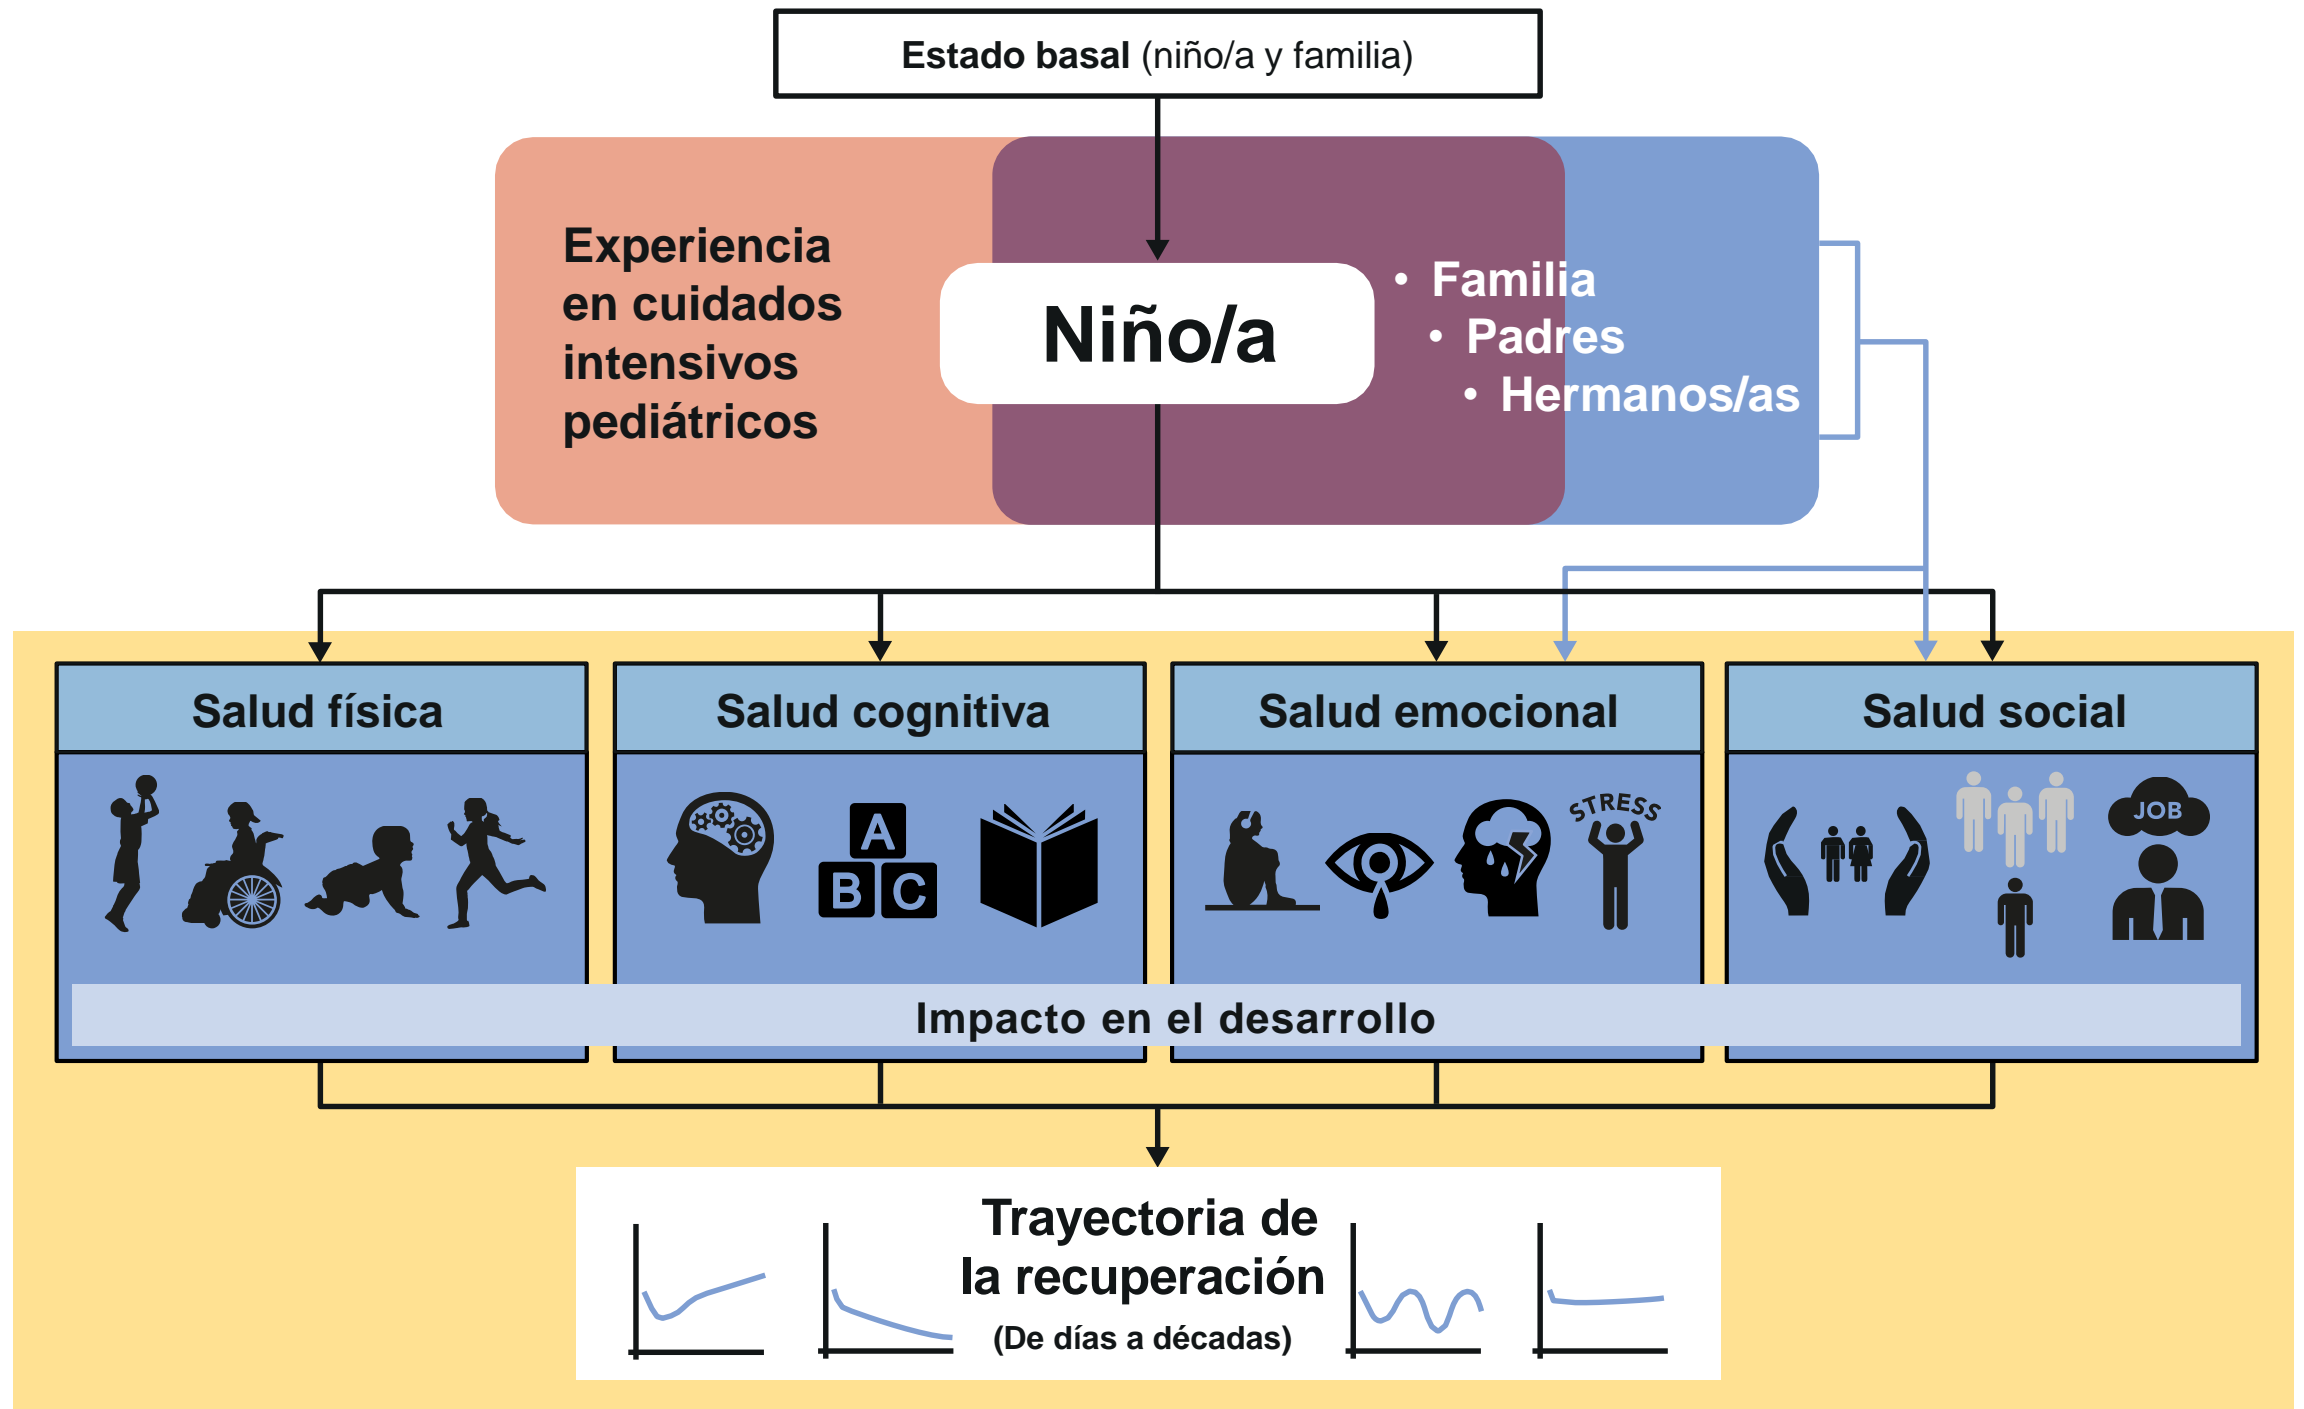 Estado basal (niño/a y familia)
Experiencia
en cuidados
intensivos
pediátricos
Niño/a
• Familia
• Padres
• Hermanos/as
Salud física
Salud cognitiva
Salud emocional
Salud social
A
B C
STRESS
JOB
Impacto en el desarrollo
Trayectoria de
la recuperación
(De días a décadas)